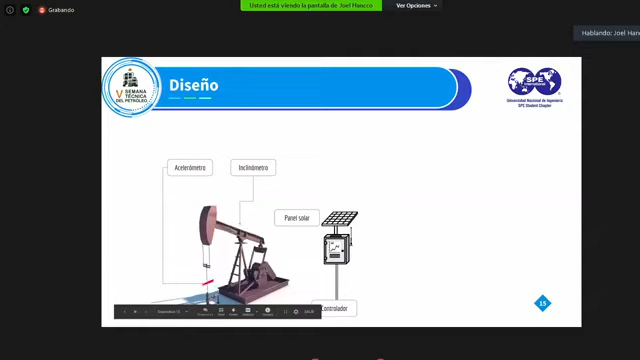 Grabando
Usted está viendo la pantalla de Joel Hancco
Ver Opciones
Hablando: Joel Han
V SEMANA
TÉCNICA
DEL PETRÓLEO
Diseño
SPE
International
Universidad Nacional de Ingeniería
SPE Student Chapter
Acelerómetro
Inclinómetro
Panel solar
Controlador
15